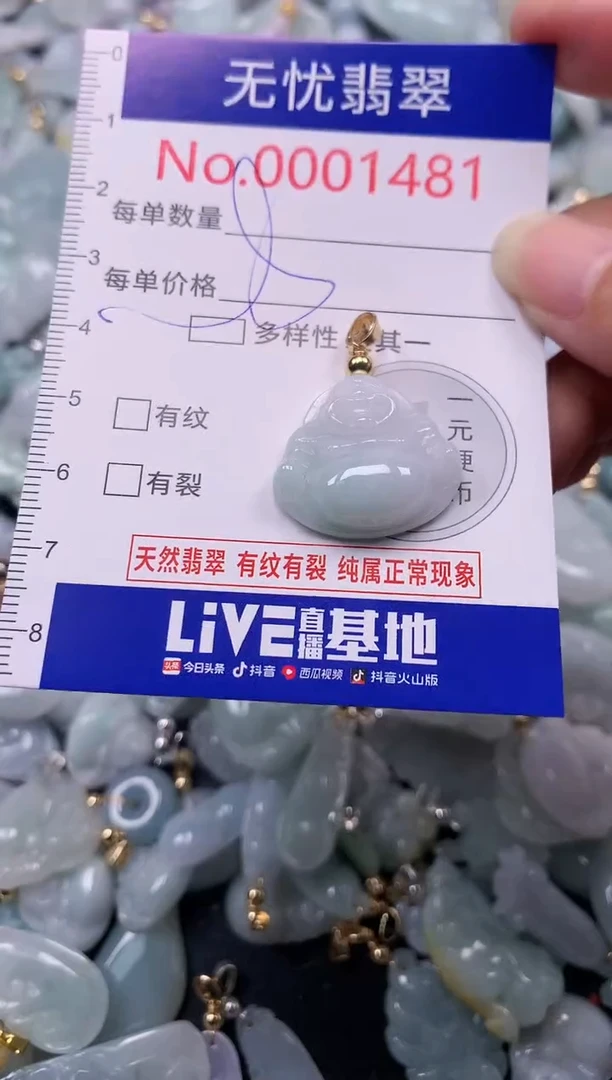 0
1
2
3
4
5
6
7
8
无忧翡翠
No.0001481
每单数量
每单价格
多样性 其一
有纹
有裂
一元硬币
天然翡翠 有纹有裂 纯属正常现象
LiVE直播基地
头条 今日头条 抖音 西瓜视频 抖音火山版